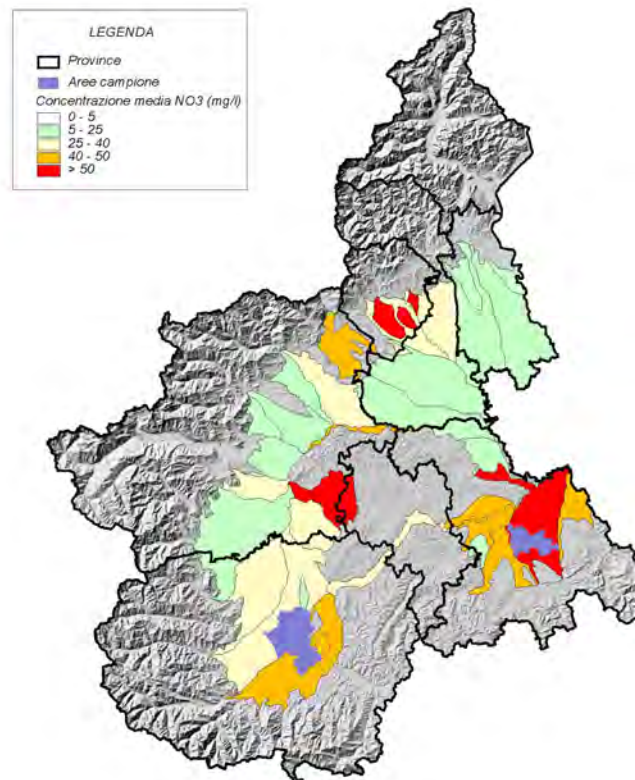 LEGENDA
Province
Aree campione
Concentrazione media NO3 (mg/l)
0 - 5
5 - 25
25 - 40
40 - 50
> 50